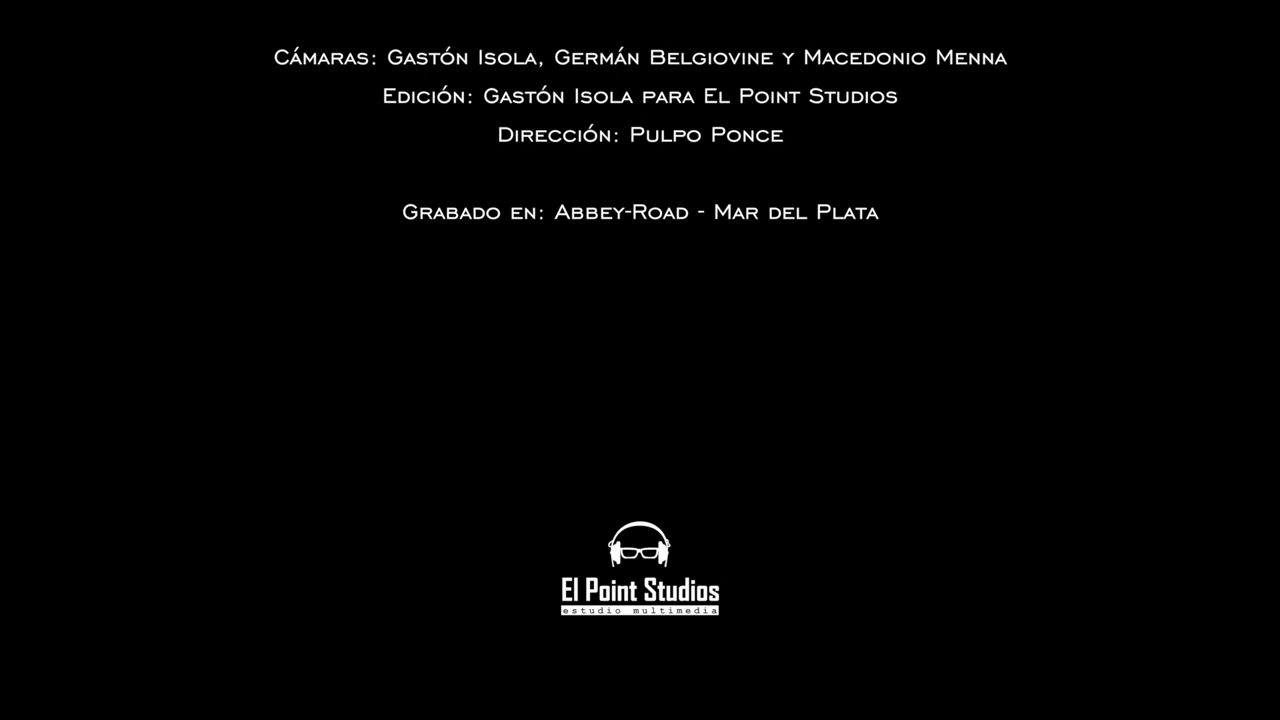 Cámaras: Gastón Isola, Germán Belgiovine y Macedonio Menna
Edición: Gastón Isola para El Point Studios
Dirección: Pulpo Ponce
Grabado en: Abbey-Road - Mar del Plata
El Point Studios
estudio multimedia